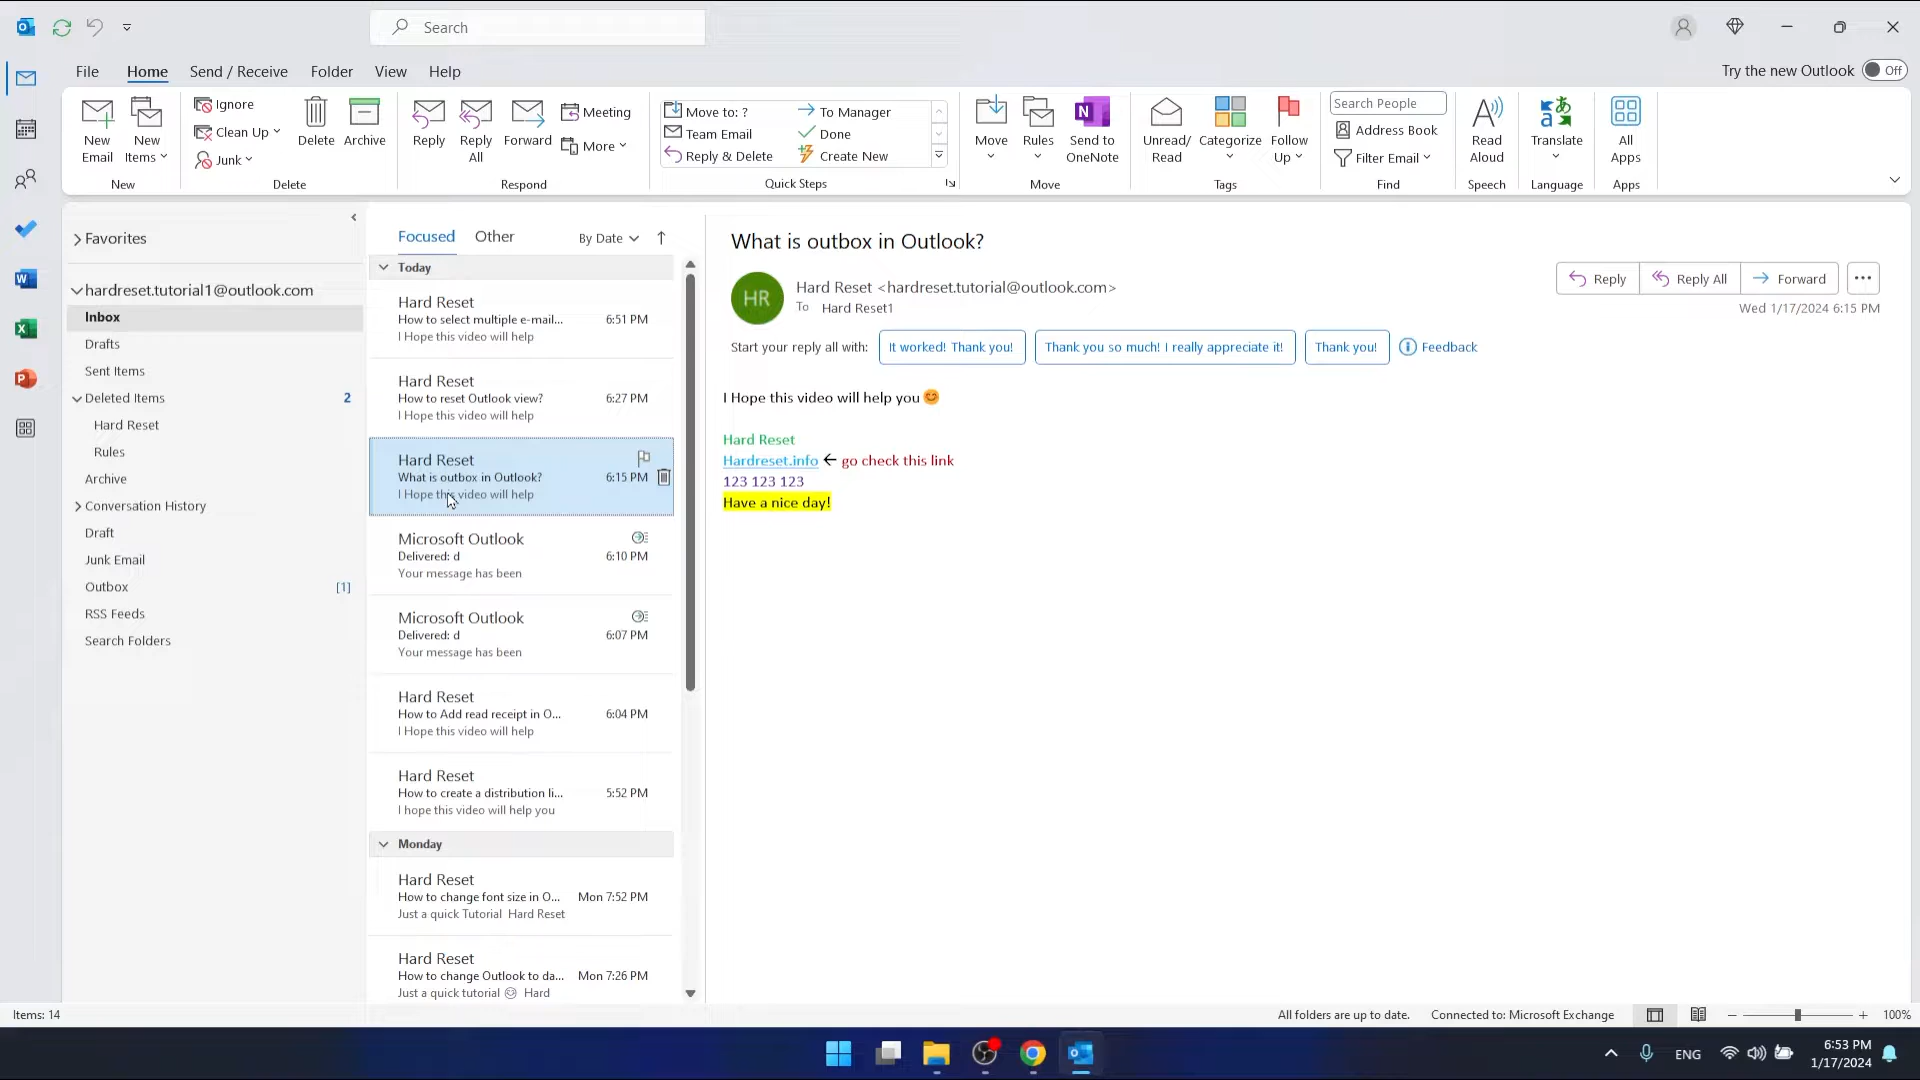 Search
File
Home
Send / Receive
Folder
View
Help
Try the new Outlook
Off
New
Email
New
Items
New
Ignore
Clean Up
Junk
Delete
Archive
Delete
Reply
Reply
All
Forward
Meeting
More
Respond
Move to: ?
To Manager
Team Email
Done
Reply & Delete
Create New
Quick Steps
Move
Rules
Send to
OneNote
Move
Unread/
Read
Categorize
Follow
Up
Tags
Search People
Address Book
Filter Email
Find
Read
Aloud
Speech
Translate
Language
All
Apps
Apps
Favorites
hardreset.tutorial1@outlook.com
Inbox
Drafts
Sent Items
Deleted Items 2
Hard Reset
Rules
Archive
Conversation History
Draft
Junk Email
Outbox [1]
RSS Feeds
Search Folders
Focused Other By Date
Today
Hard Reset
How to select multiple e-mail... 6:51 PM
I Hope this video will help
Hard Reset
How to reset Outlook view? 6:27 PM
I Hope this video will help
Hard Reset
What is outbox in Outlook? 6:15 PM
I Hope this video will help
Microsoft Outlook
Delivered: d 6:10 PM
Your message has been
Microsoft Outlook
Delivered: d 6:07 PM
Your message has been
Hard Reset
How to Add read receipt in O... 6:04 PM
I Hope this video will help
Hard Reset
How to create a distribution li... 5:52 PM
I hope this video will help you
Monday
Hard Reset
How to change font size in O... Mon 7:52 PM
Just a quick Tutorial Hard Reset
Hard Reset
How to change Outlook to da... Mon 7:26 PM
Just a quick tutorial 😊 Hard
What is outbox in Outlook?
HR
Hard Reset <hardreset.tutorial@outlook.com>
To Hard Reset1
Reply
Reply All
Forward
Wed 1/17/2024 6:15 PM
Start your reply all with: It worked! Thank you! Thank you so much! I really appreciate it! Thank you! Feedback
I Hope this video will help you 😊
Hard Reset
Hardreset.info ← go check this link
123 123 123
Have a nice day!
Items: 14
All folders are up to date.
Connected to: Microsoft Exchange
100%
ENG
6:53 PM
1/17/2024